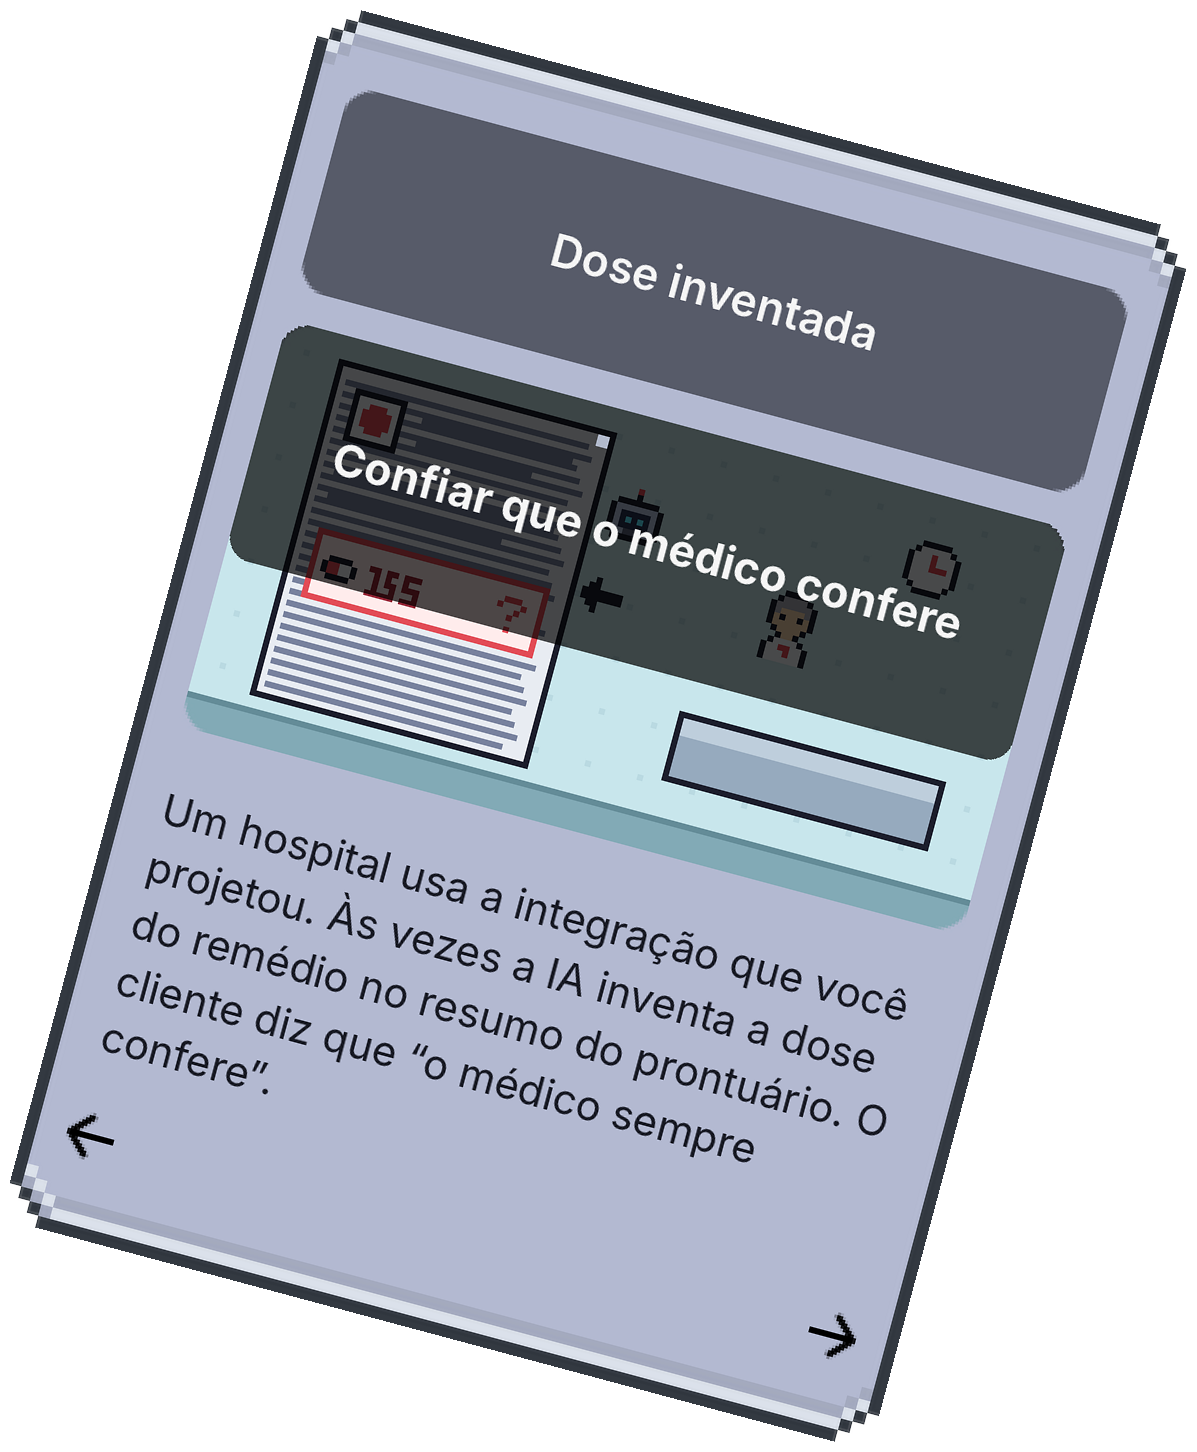 Dose inventada
Confiar que o médico confere
155
?
Um hospital usa a integração que você
projetou. Às vezes a IA inventa a dose
do remédio no resumo do prontuário. O
cliente diz que “o médico sempre
confere”.